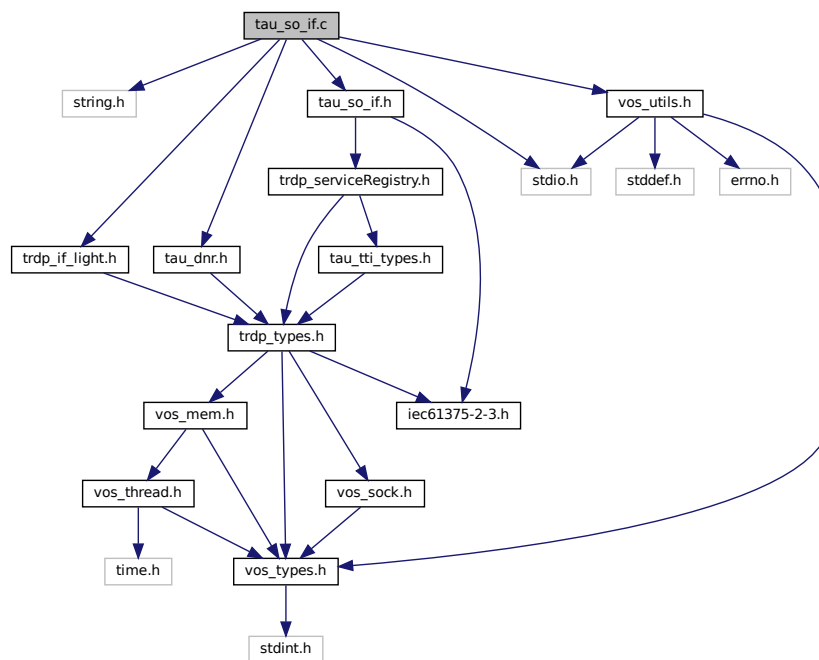 tau_so_if.c
string.h
tau_so_if.h
vos_utils.h
trdp_serviceRegistry.h
stdio.h
stddef.h
errno.h
trdp_if_light.h
tau_dnr.h
tau_tti_types.h
trdp_types.h
vos_mem.h
iec61375-2-3.h
vos_thread.h
vos_sock.h
time.h
vos_types.h
stdint.h